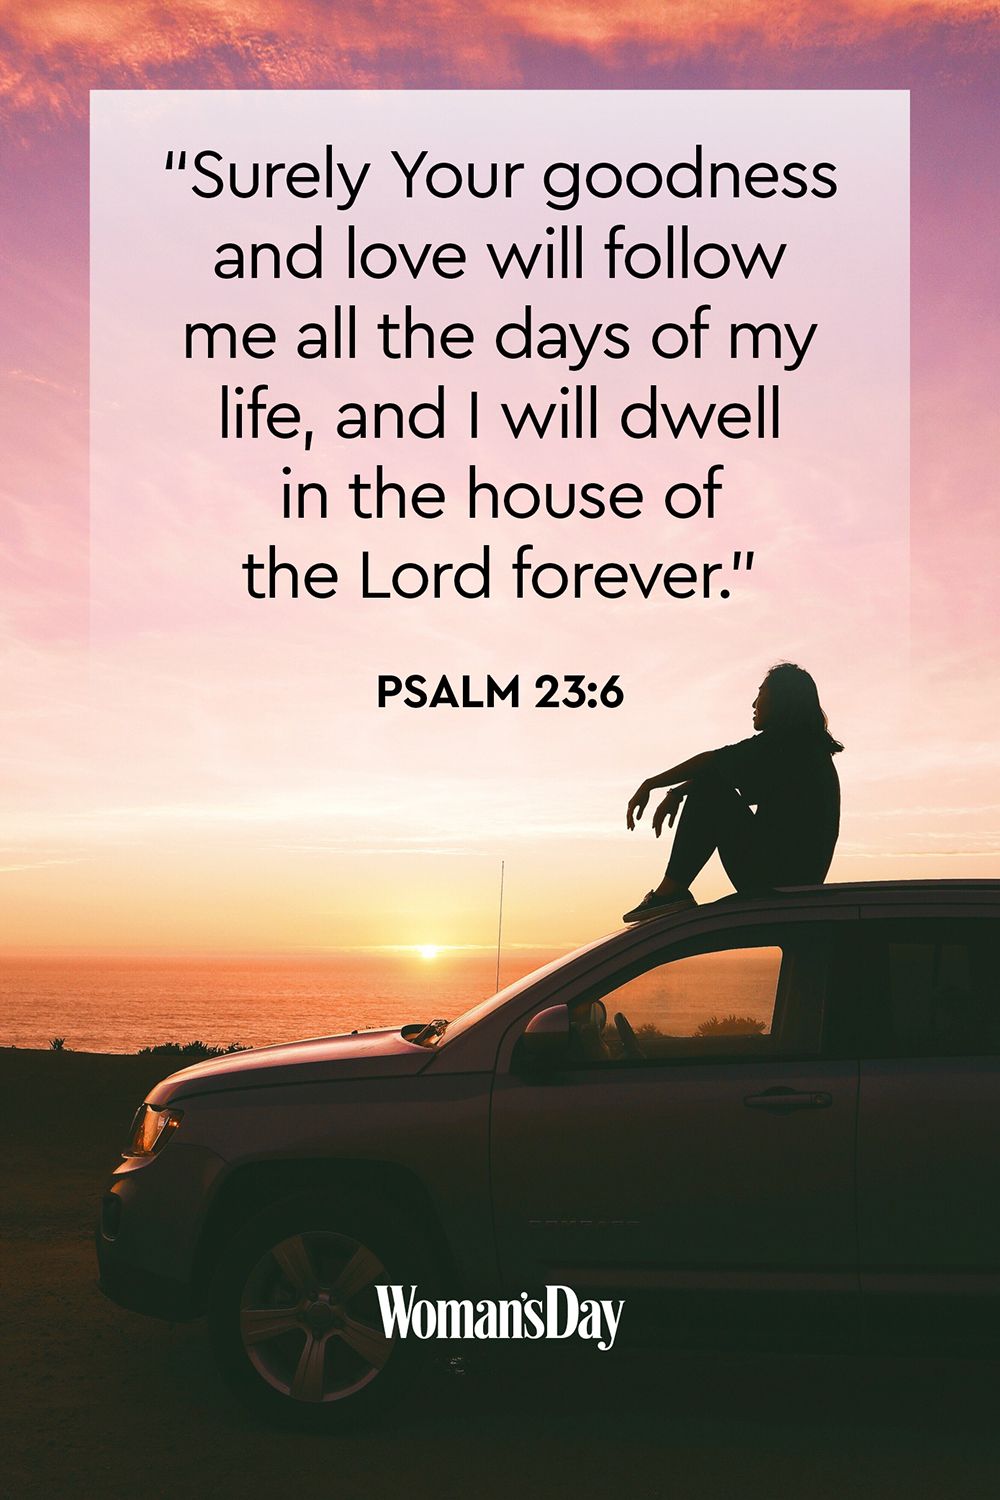 “Surely Your goodness
and love will follow
me all the days of my
life, and I will dwell
in the house of
the Lord forever.”
PSALM 23:6
COMPASS
Woman'sDay